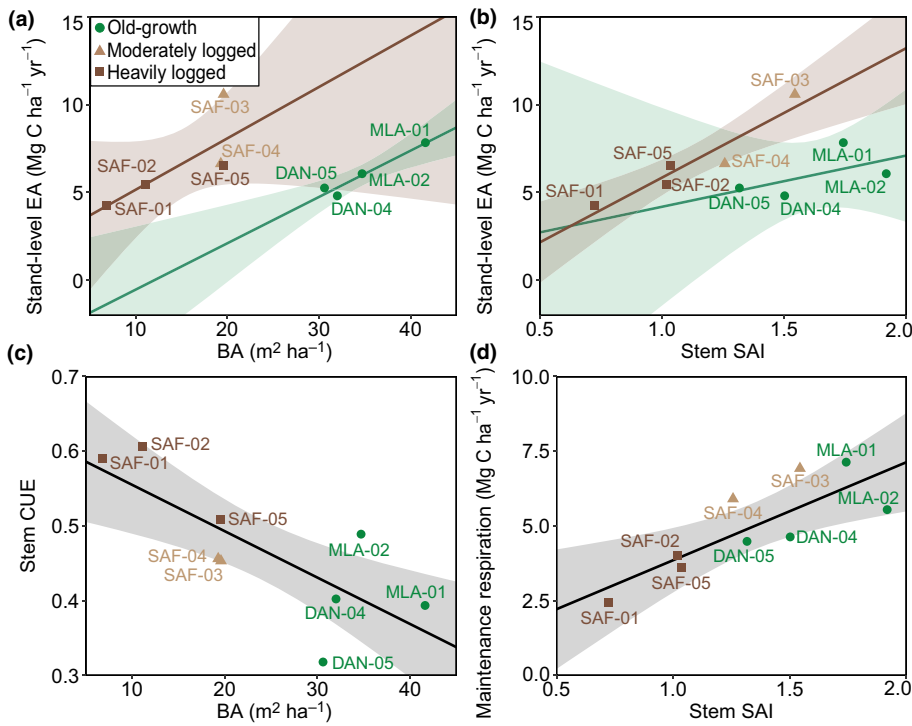 (a)
Old-growth
Moderately logged
Heavily logged
Stand-level EA (Mg C ha⁻¹ yr⁻¹)
15
10
5
0
SAF-03
SAF-02
SAF-04
SAF-05
SAF-01
MLA-01
DAN-05
MLA-02
DAN-04
10 20 30 40
BA (m² ha⁻¹)
(b)
Stand-level EA (Mg C ha⁻¹ yr⁻¹)
15
10
5
0
SAF-03
SAF-05
SAF-04
SAF-01
SAF-02
MLA-01
DAN-05
MLA-02
DAN-04
0.5 1.0 1.5 2.0
Stem SAI
(c)
Stem CUE
0.7
0.6
0.5
0.4
0.3
SAF-02
SAF-01
SAF-05
SAF-04
SAF-03
MLA-02
MLA-01
DAN-04
DAN-05
10 20 30 40
BA (m² ha⁻¹)
(d)
Maintenance respiration (Mg C ha⁻¹ yr⁻¹)
10.0
7.5
5.0
2.5
0.0
MLA-01
SAF-03
SAF-04
MLA-02
SAF-02
DAN-04
DAN-05
SAF-05
SAF-01
0.5 1.0 1.5 2.0
Stem SAI